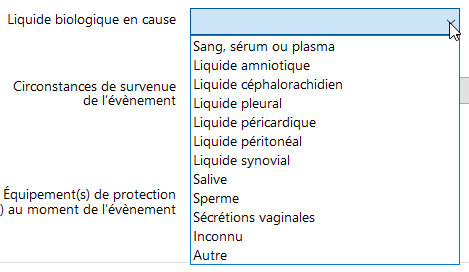 Liquide biologique en cause
Sang, sérum ou plasma
Liquide amniotique
Liquide céphalorachidien
Circonstances de survenue
de l'évènement
Liquide pleural
Liquide péricardique
Liquide péritonéal
Liquide synovial
Salive
Équipement(s) de protection
) au moment de l'évènement
Sperme
Sécrétions vaginales
Inconnu
Autre